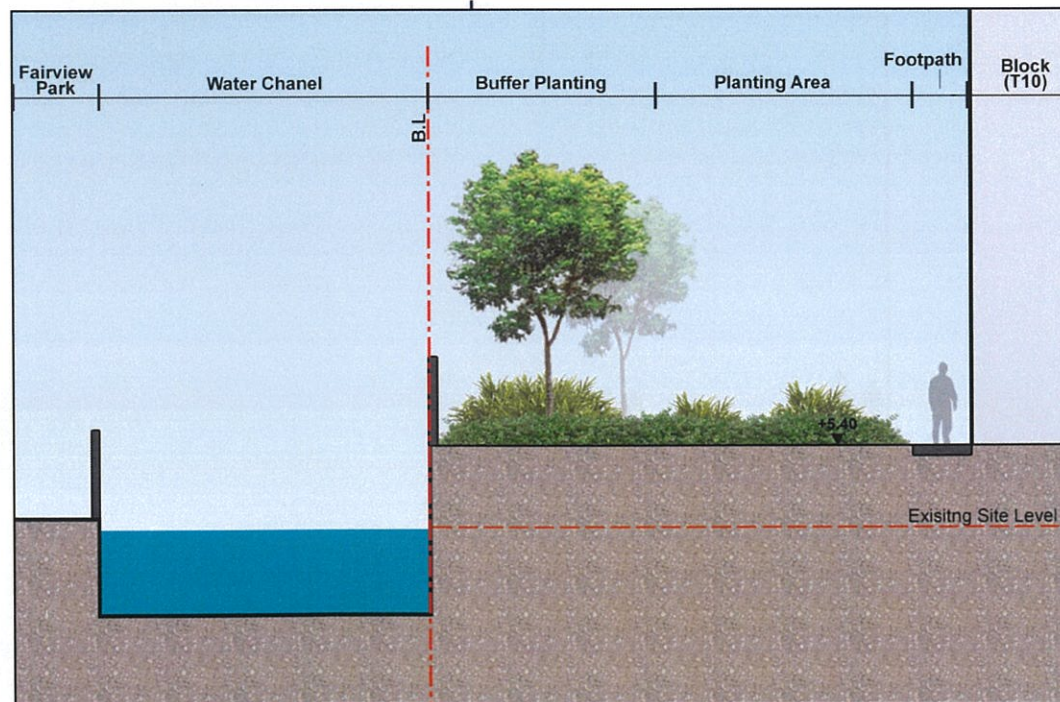 Fairview
Park
Water Chanel
Buffer Planting
Planting Area
Footpath
Block
(T10)
B.L
+5.40
Exisitng Site Level